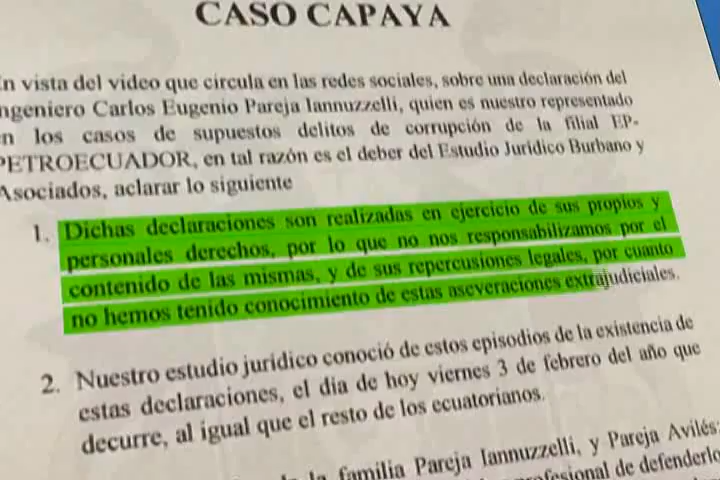 CASO CAPAYA
En vista del video que circula en las redes sociales, sobre una declaración del
ngeniero Carlos Eugenio Pareja Iannuzzelli, quien es nuestro representado
en los casos de supuestos delitos de corrupción de la filial EP-
PETROECUADOR, en tal razón es el deber del Estudio Jurídico Burbano y
Asociados, aclarar lo siguiente
1. Dichas declaraciones son realizadas en ejercicio de sus propios y
personales derechos, por lo que no nos responsabilizamos por el
contenido de las mismas, y de sus repercusiones legales, por cuanto
no hemos tenido conocimiento de estas aseveraciones extrajudiciales.
2. Nuestro estudio jurídico conoció de estos episodios de la existencia de
estas declaraciones, el día de hoy viernes 3 de febrero del año que
decurre, al igual que el resto de los ecuatorianos.
la familia Pareja Iannuzzelli, y Pareja Avilés
de defenderlo